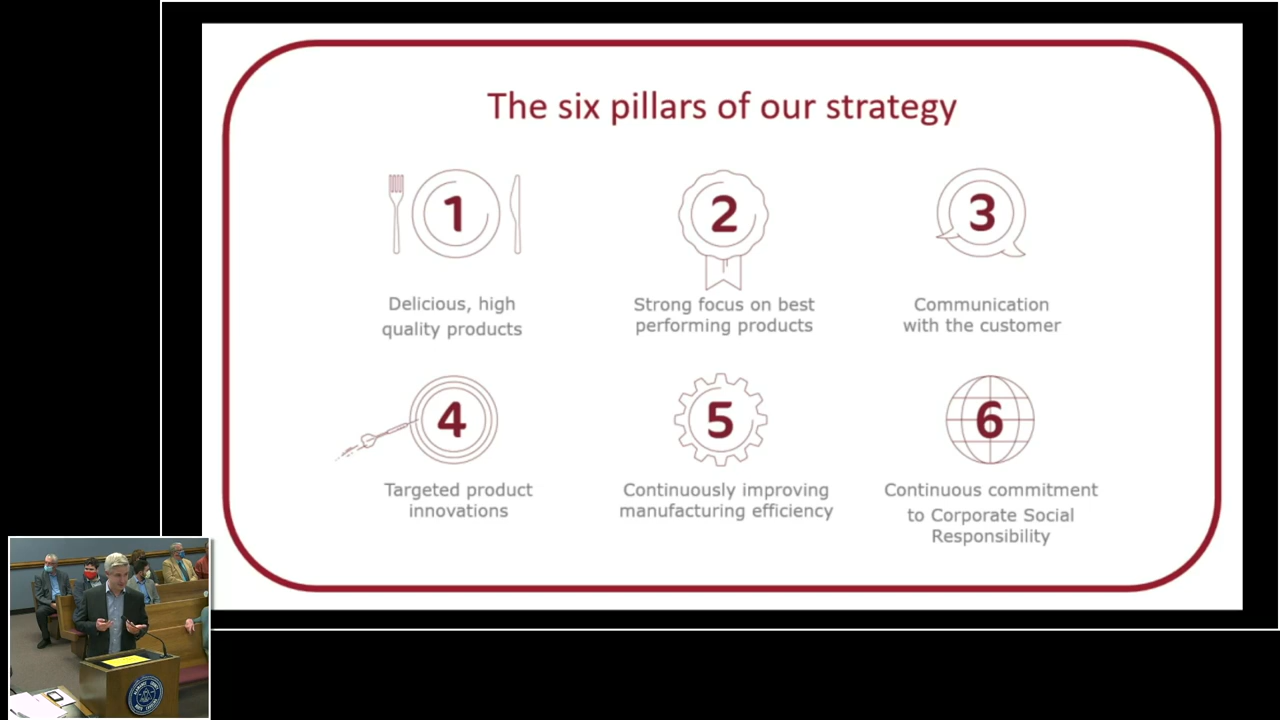 The six pillars of our strategy
1
2
3
Delicious, high
quality products
Strong focus on best
performing products
Communication
with the customer
4
5
6
Targeted product
innovations
Continuously improving
manufacturing efficiency
Continuous commitment
to Corporate Social
Responsibility